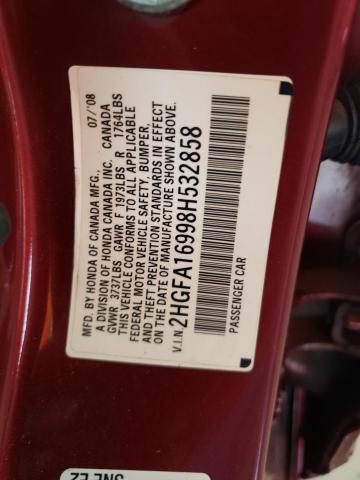 MFD. BY HONDA OF CANADA MFG., 07/'08
A DIVISION OF HONDA CANADA INC. CANADA
GVWR 3737LBS GAWR F 1973LBS R 1764LBS
THIS VEHICLE CONFORMS TO ALL APPLICABLE
FEDERAL MOTOR VEHICLE SAFETY, BUMPER,
AND THEFT PREVENTION STANDARDS IN EFFECT
ON THE DATE OF MANUFACTURE SHOWN ABOVE.
V.I.N. 2HGFA16998H532858
PASSENGER CAR